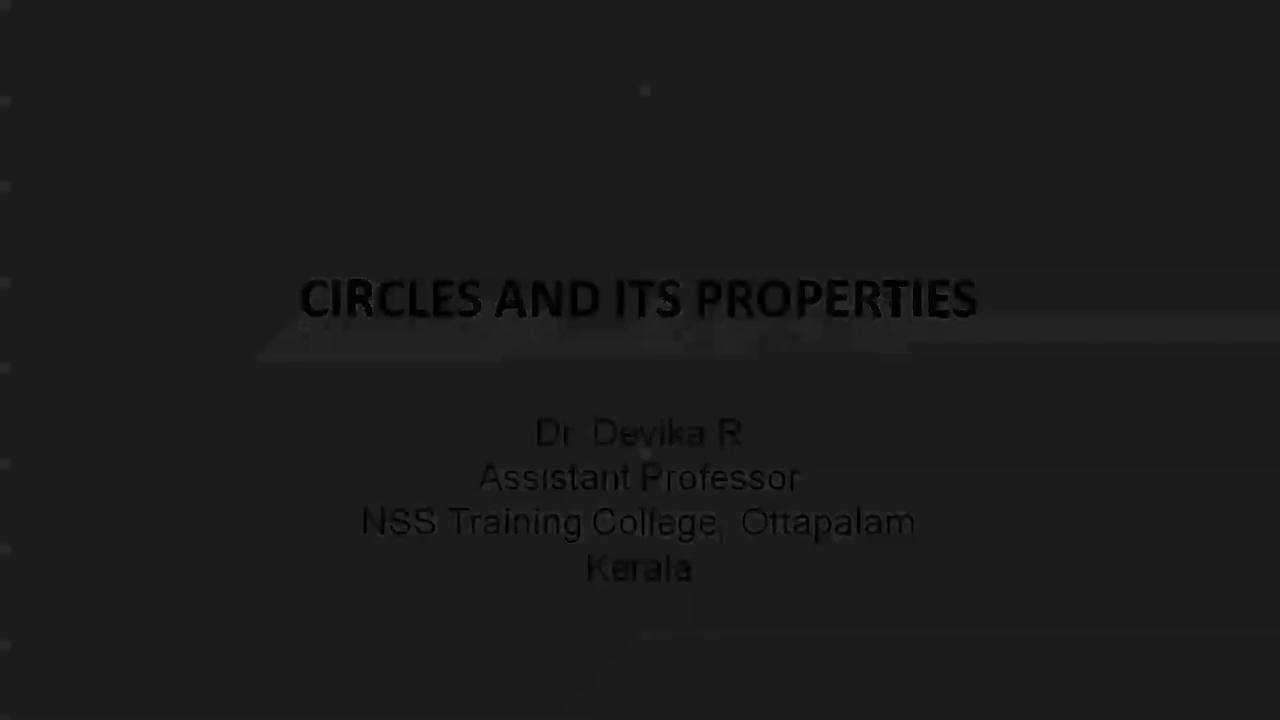 CIRCLES AND ITS PROPERTIES
Dr. Devika R
Assistant Professor
NSS Training College, Ottapalam
Kerala